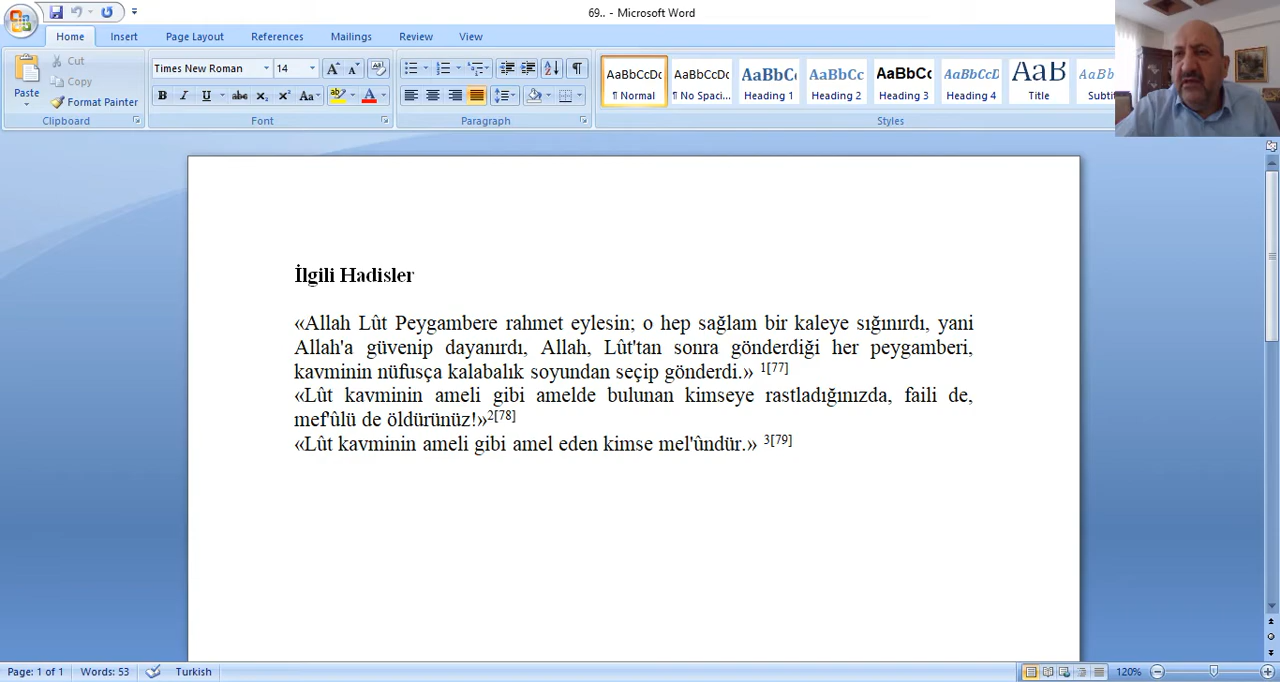 69.. - Microsoft Word
Home Insert Page Layout References Mailings Review View
Paste
Cut
Copy
Format Painter
Clipboard
Times New Roman 14
Font
Paragraph
AaBbCcDc AaBbCcDc AaBbC AaBbCc AaBbCc AaBbCcD AaB AaBb
¶ Normal ¶ No Spaci... Heading 1 Heading 2 Heading 3 Heading 4 Title Subti
Styles
İlgili Hadisler
«Allah Lût Peygambere rahmet eylesin; o hep sağlam bir kaleye sığınırdı, yani
Allah'a güvenip dayanırdı, Allah, Lût'tan sonra gönderdiği her peygamberi,
kavminin nüfusça kalabalık soyundan seçip gönderdi.» 1[77]
«Lût kavminin ameli gibi amelde bulunan kimseye rastladığınızda, faili de,
mef'ûlü de öldürünüz!»2[78]
«Lût kavminin ameli gibi amel eden kimse mel'ûndür.» 3[79]
Page: 1 of 1 Words: 53 Turkish 120%